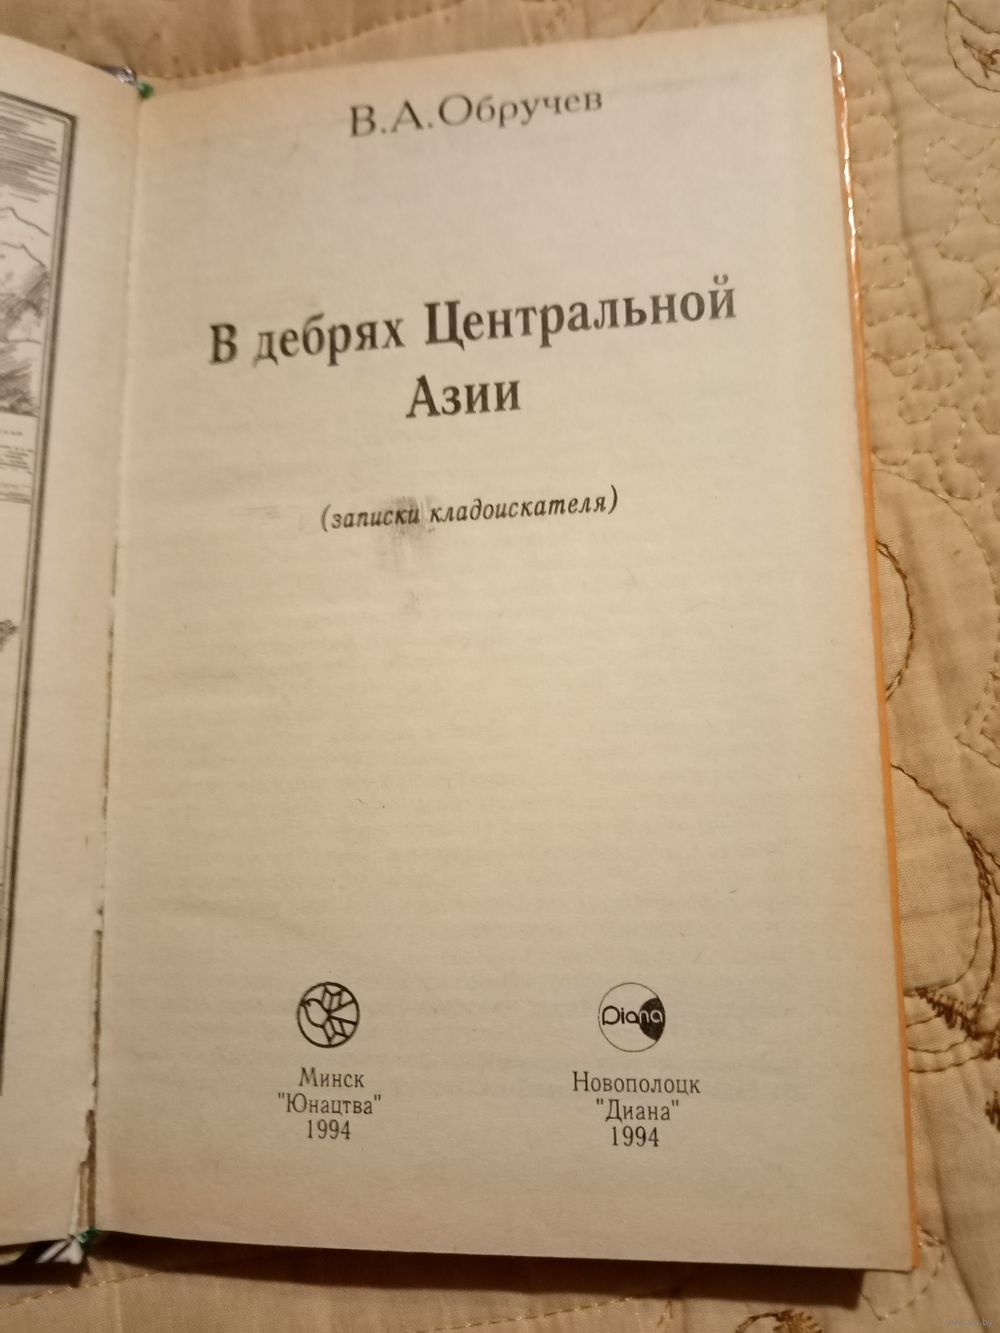 В.А.Обручев
В дебрях Центральной
Азии
(записки кладоискателя)
Diana
Минск
"Юнацтва"
1994
Новополоцк
"Диана"
1994